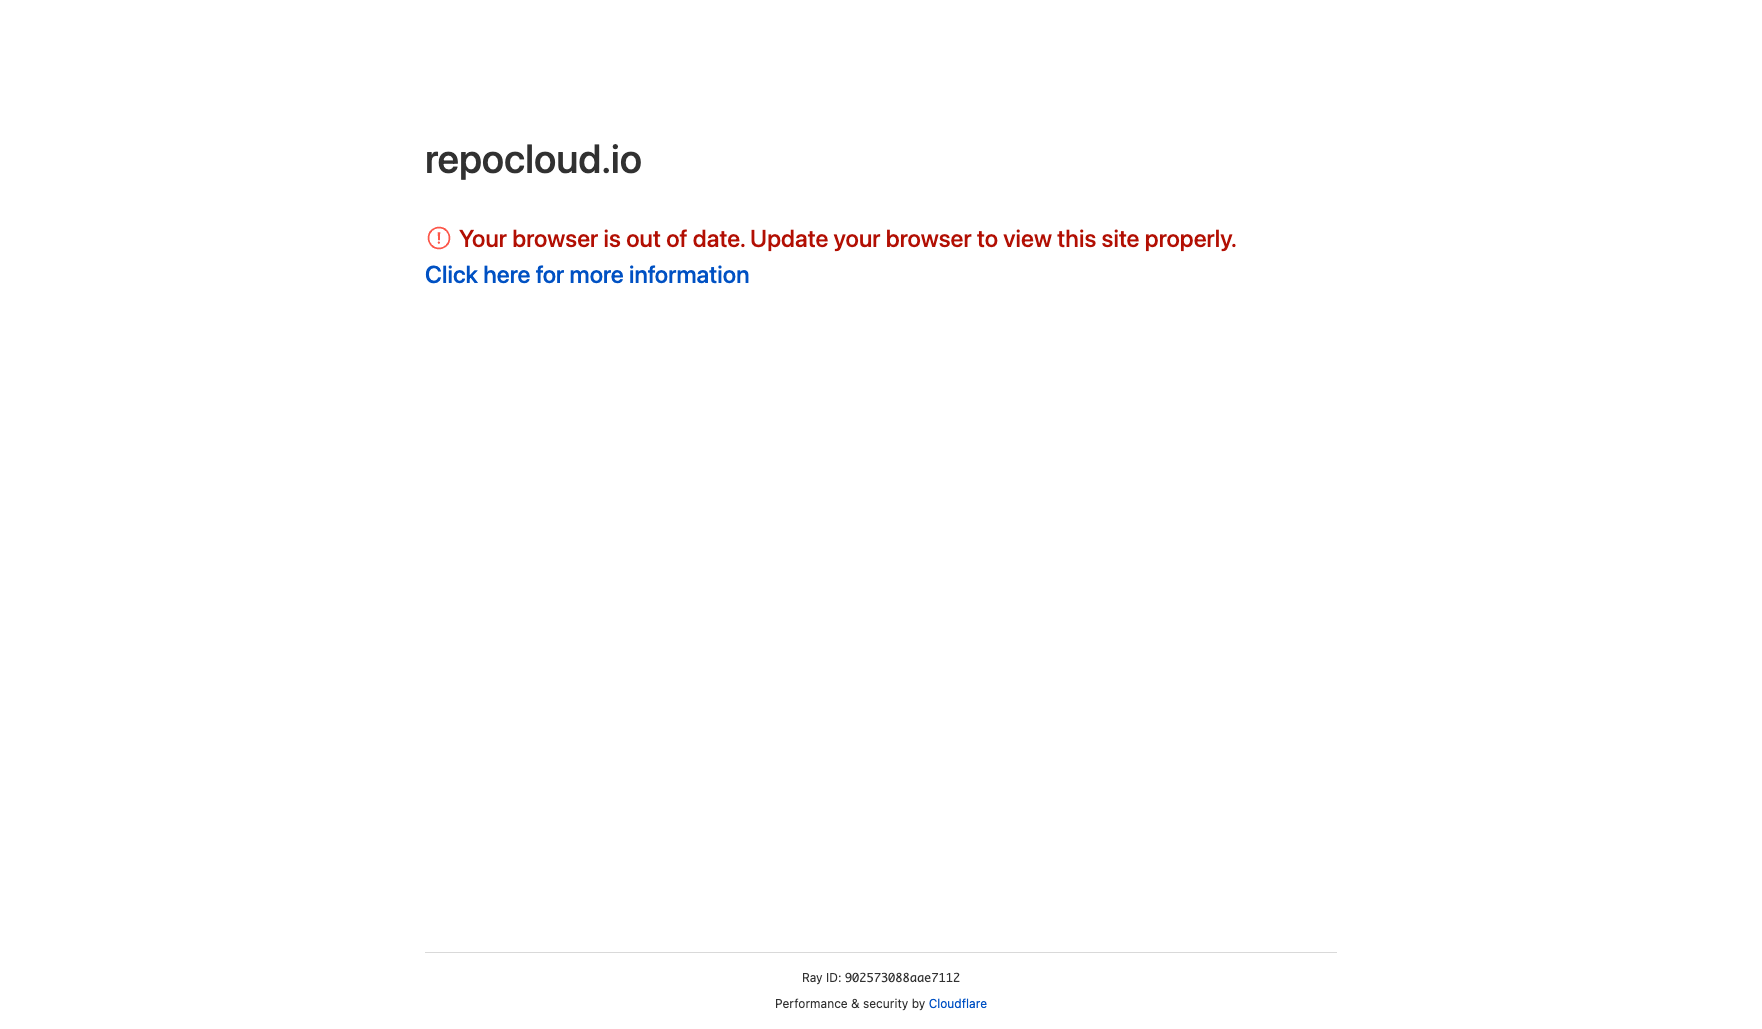 repocloud.io
Your browser is out of date. Update your browser to view this site properly.
Click here for more information
Ray ID: 902573088aae7112
Performance & security by Cloudflare